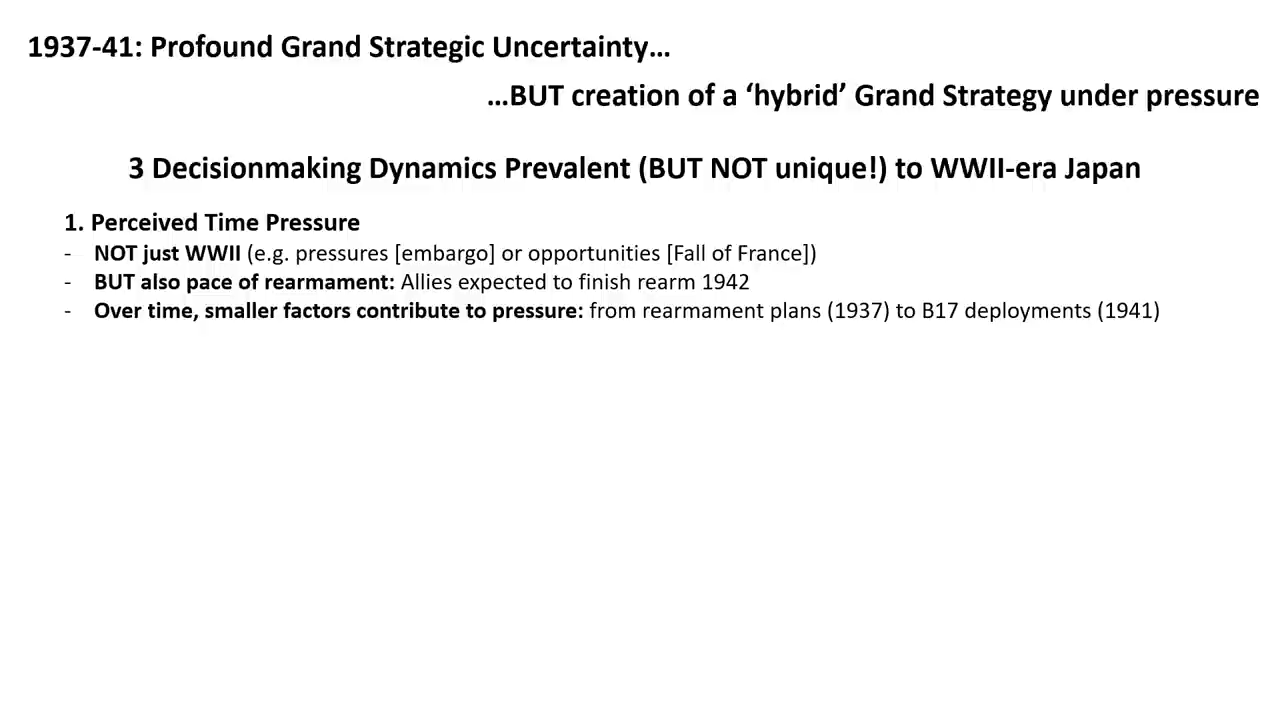 1937-41: Profound Grand Strategic Uncertainty…
…BUT creation of a ‘hybrid’ Grand Strategy under pressure
3 Decisionmaking Dynamics Prevalent (BUT NOT unique!) to WWII-era Japan
1. Perceived Time Pressure
- NOT just WWII (e.g. pressures [embargo] or opportunities [Fall of France])
- BUT also pace of rearmament: Allies expected to finish rearm 1942
- Over time, smaller factors contribute to pressure: from rearmament plans (1937) to B17 deployments (1941)